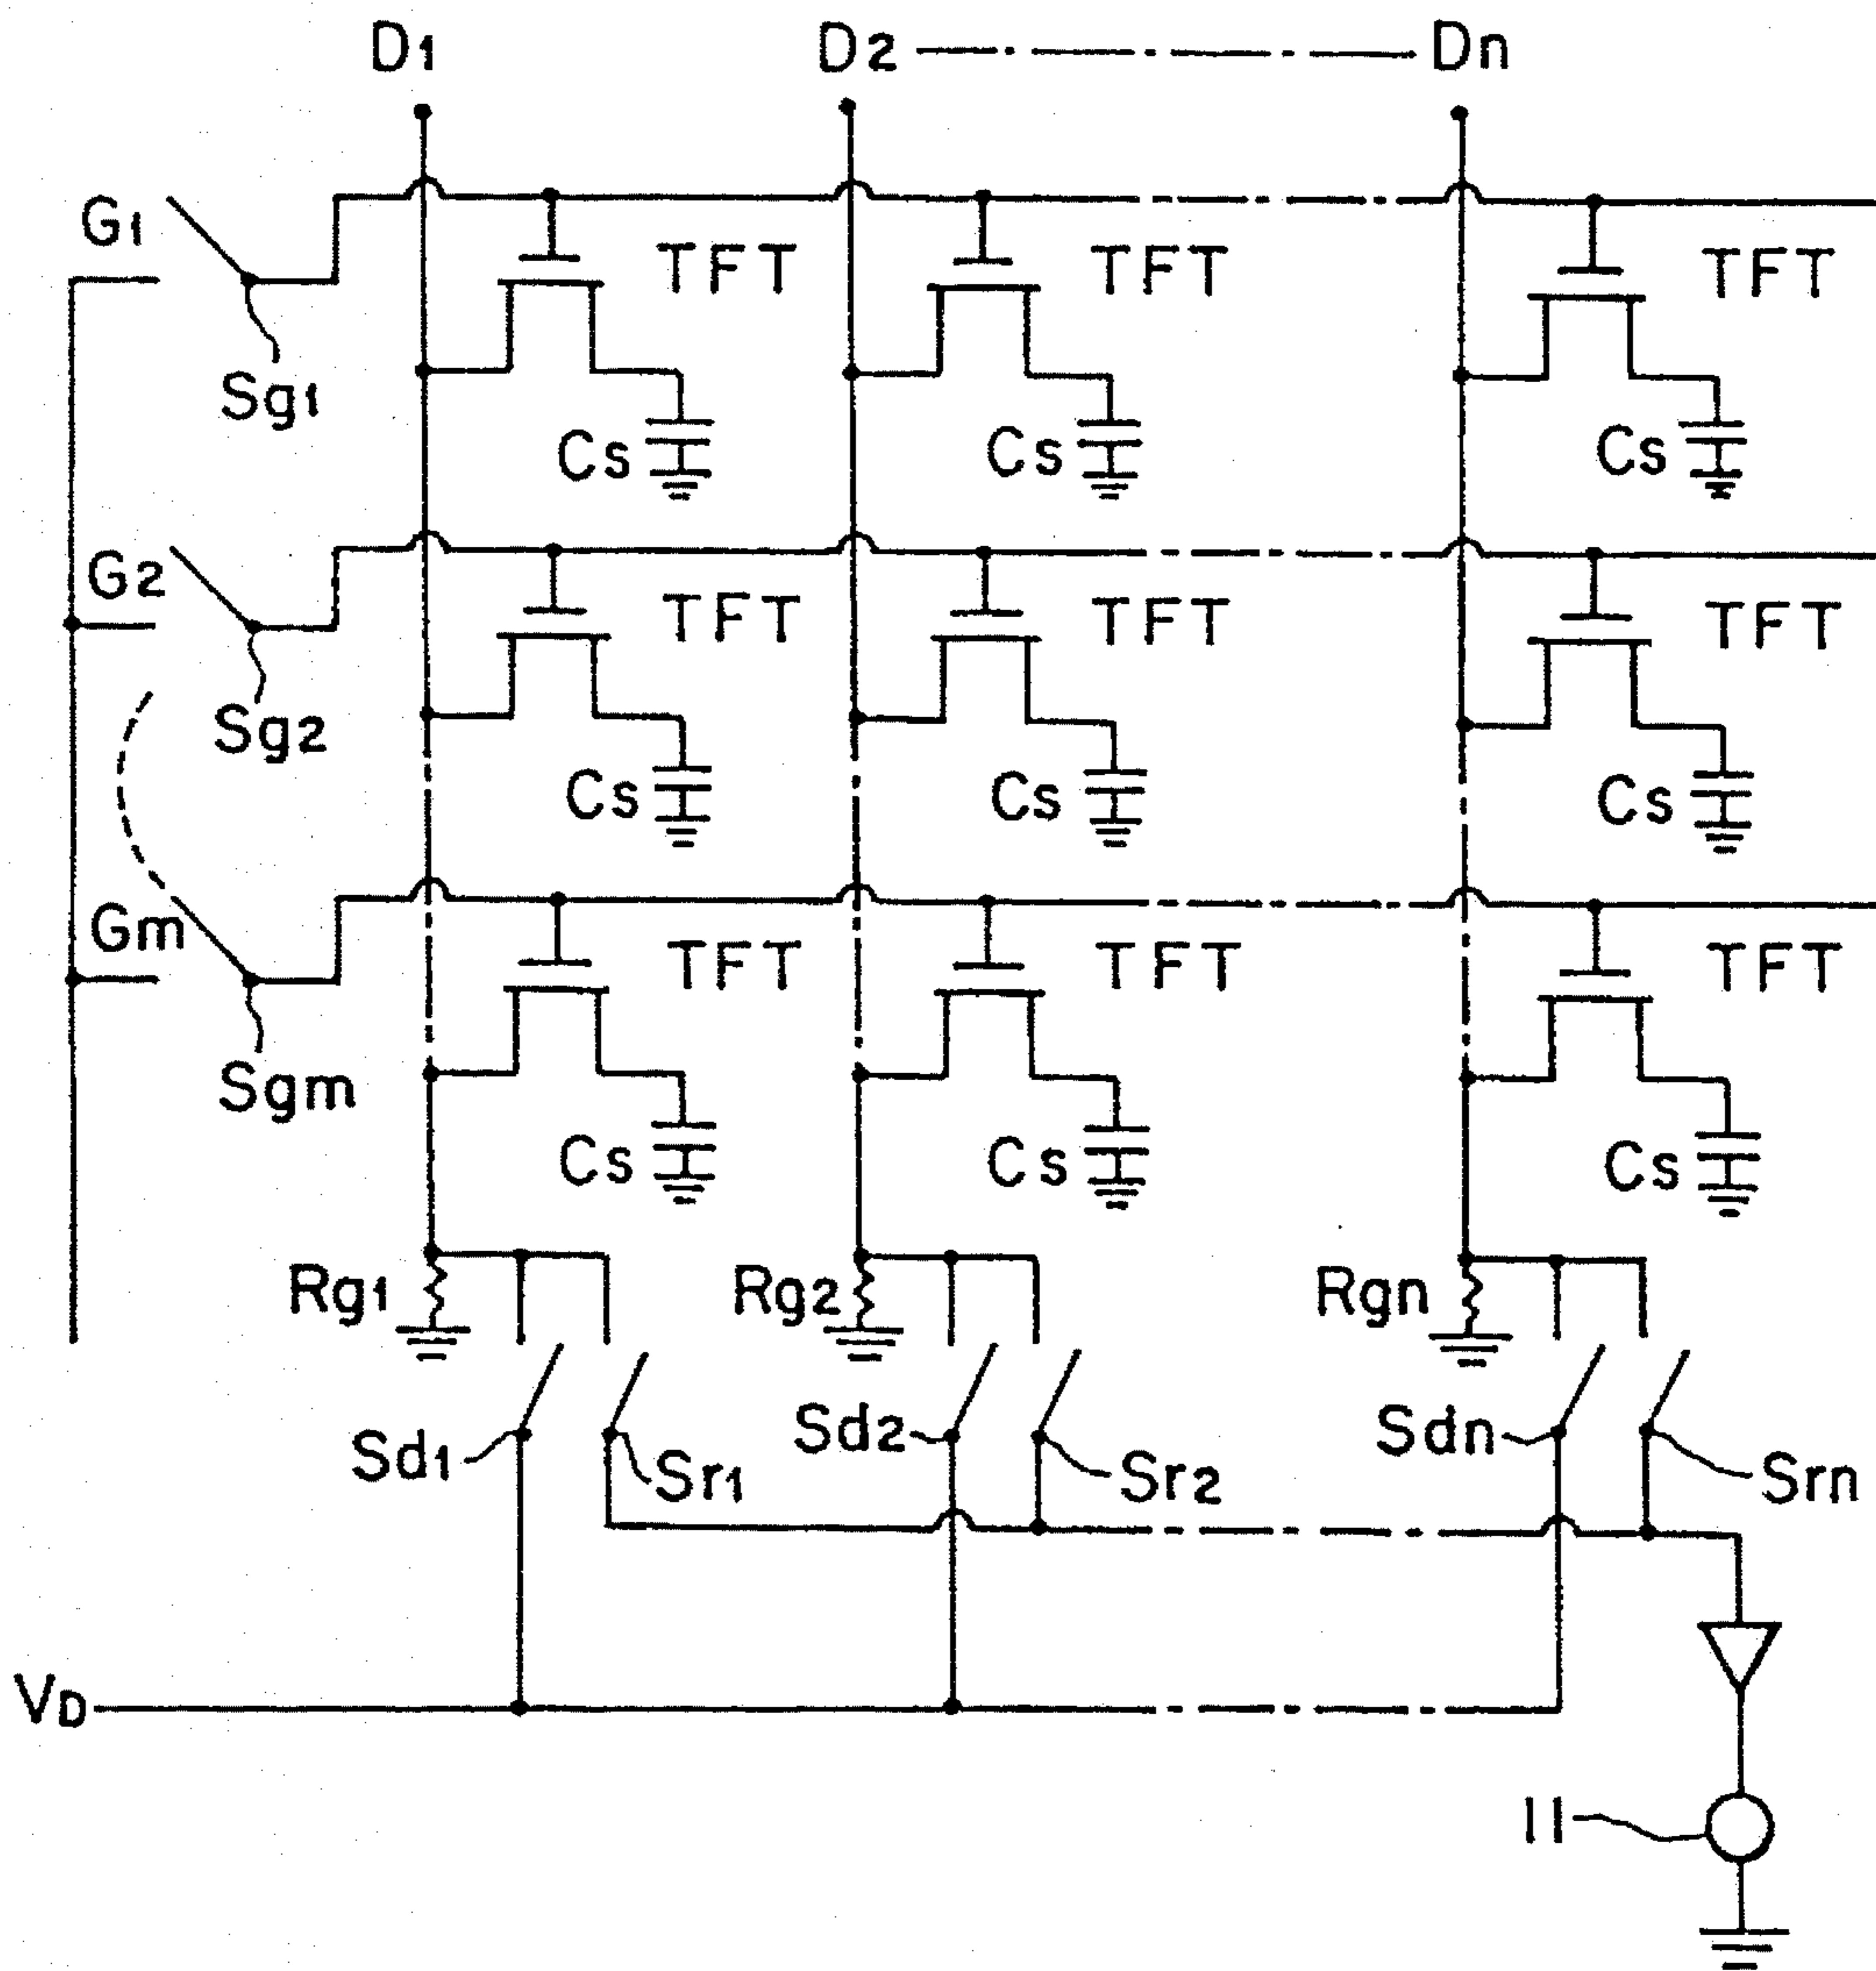 D1 D2 Dn
G1 TFT TFT TFT
Sg1 Cs Cs Cs
G2 TFT TFT TFT
Sg2 Cs Cs Cs
Gm TFT TFT TFT
Sgm Cs Cs Cs
Rg1 Rg2 Rgn
Sd1 Sr1 Sd2 Sr2 Sdn Srn
VD
11